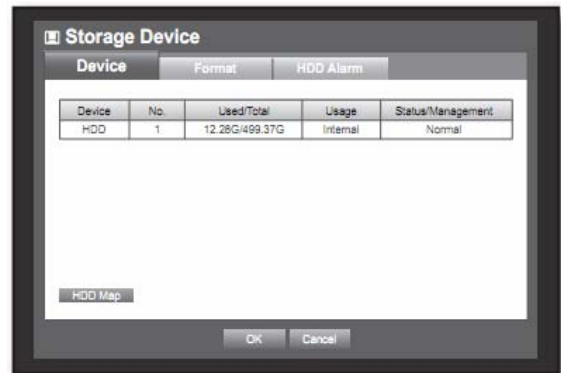 Storage Device
Device Format HDD Alarm
Device No. Used/Total Usage Status/Management
HDD 1 12.28G/499.37G Internal Normal
HDD Map
OK Cancel